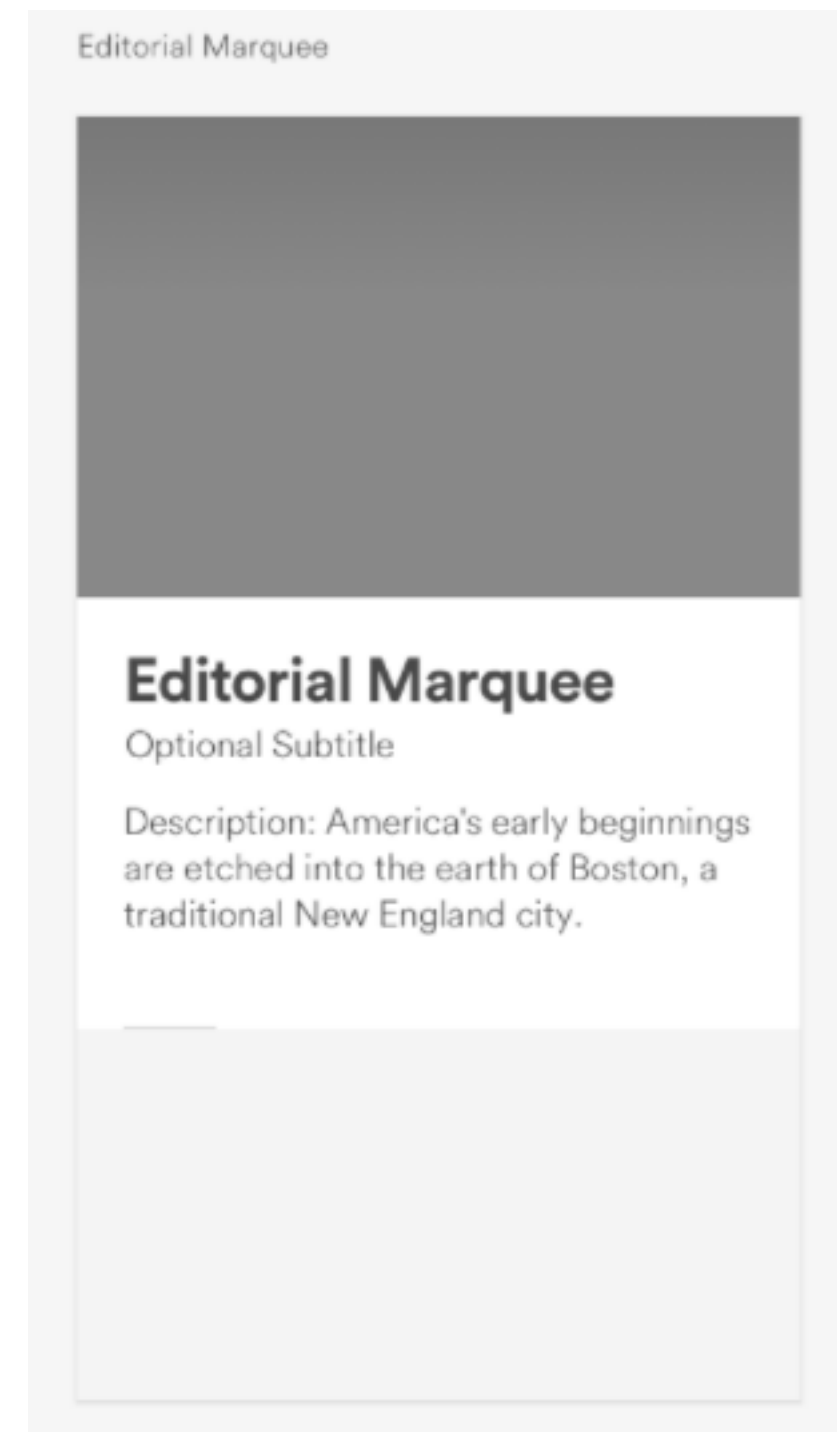 Editorial Marquee
Editorial Marquee
Optional Subtitle
Description: America's early beginnings
are etched into the earth of Boston, a
traditional New England city.